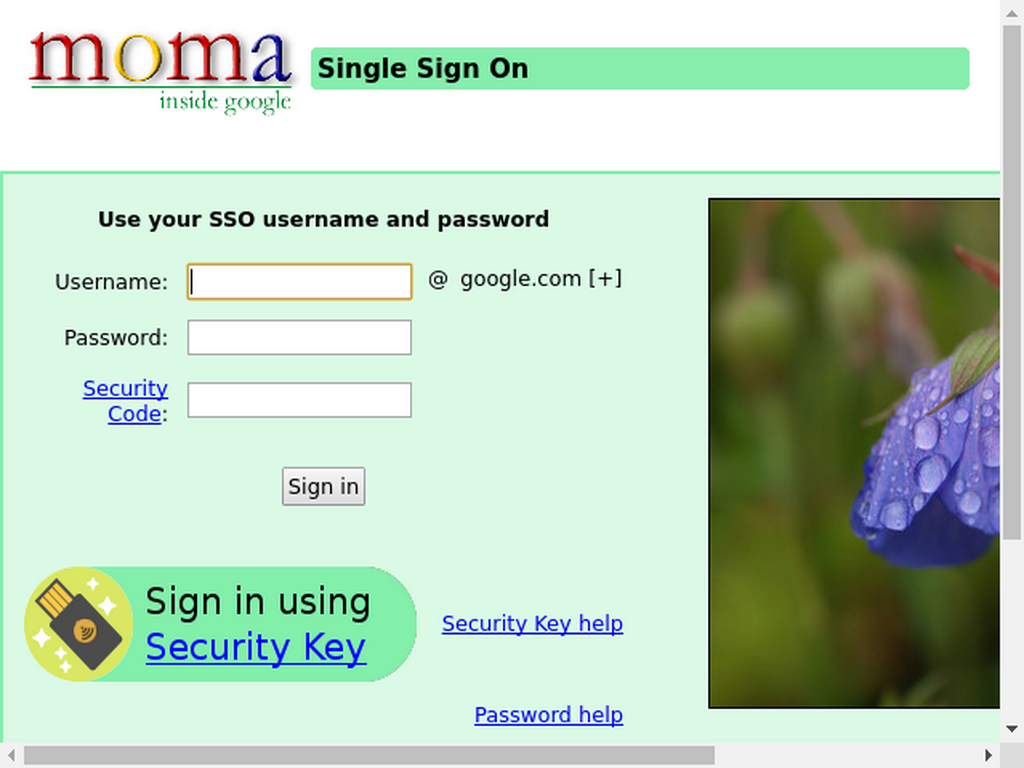 moma
inside google
Single Sign On
Use your SSO username and password
Username:
@ google.com [+]
Password:
Security
Code:
Sign in
Sign in using
Security Key
Security Key help
Password help